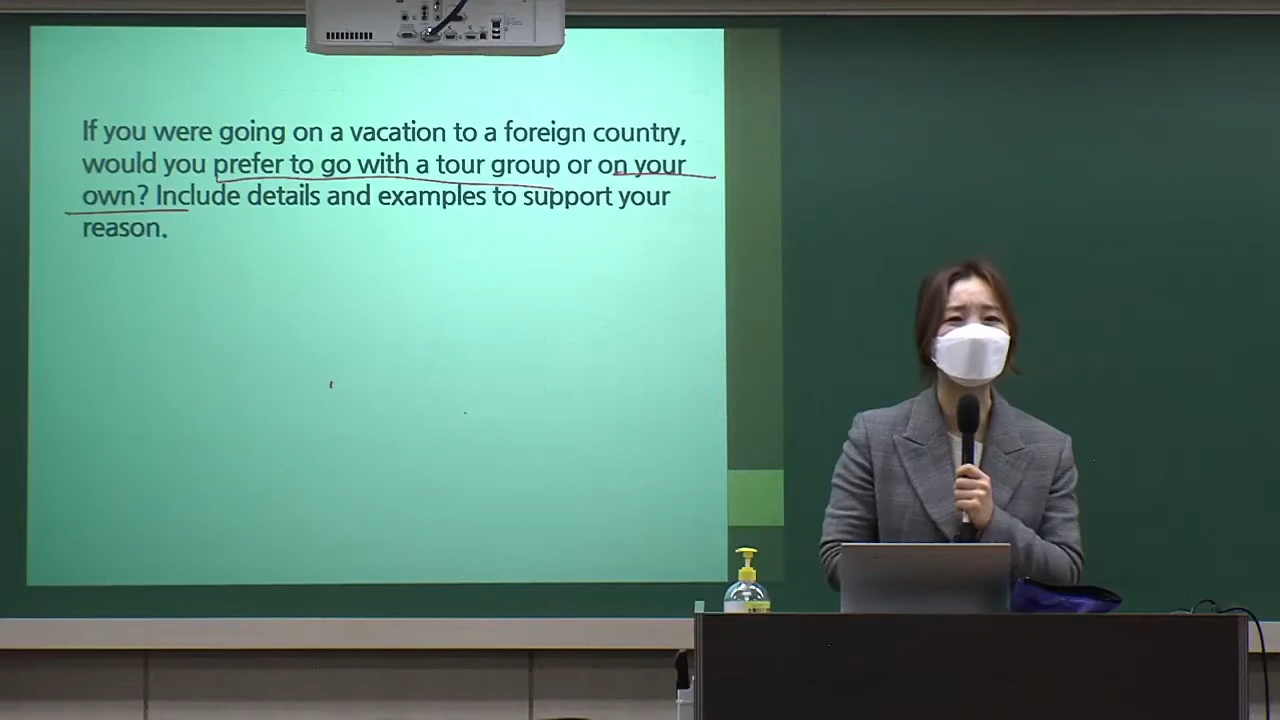 If you were going on a vacation to a foreign country,
would you prefer to go with a tour group or on your
own? Include details and examples to support your
reason.